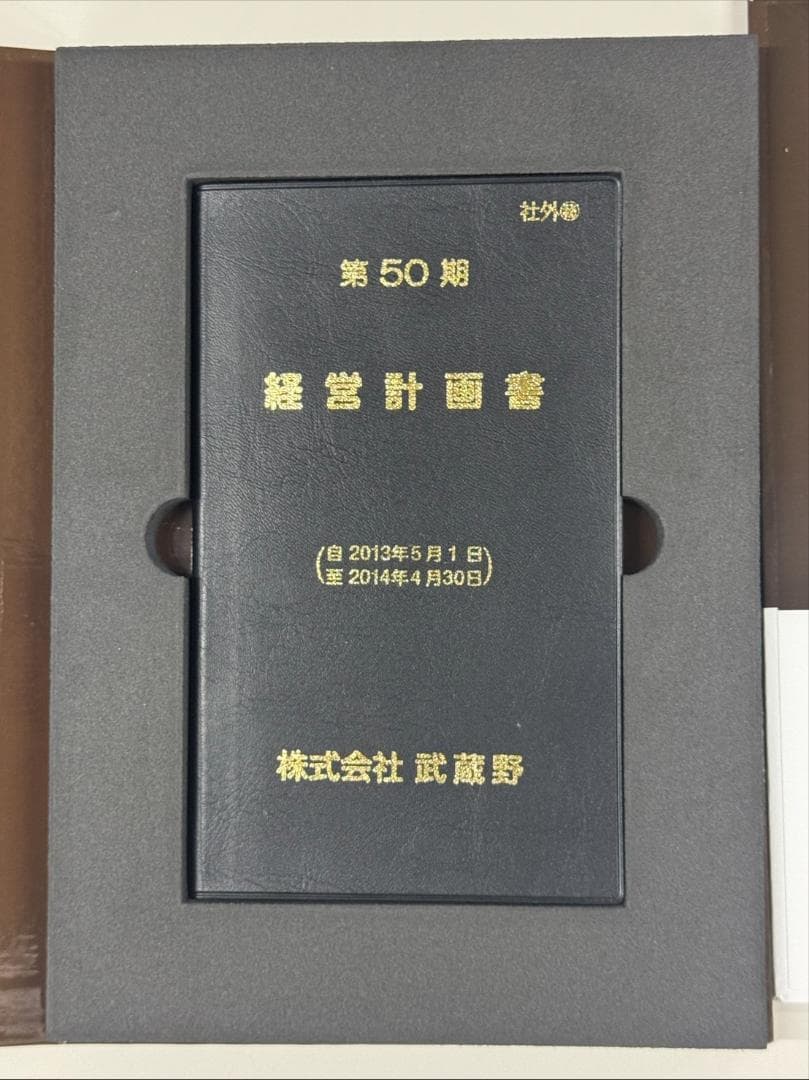 社外㊙
第50期
経営計画書
(自 2013年5月1日
至 2014年4月30日)
株式会社 武蔵野